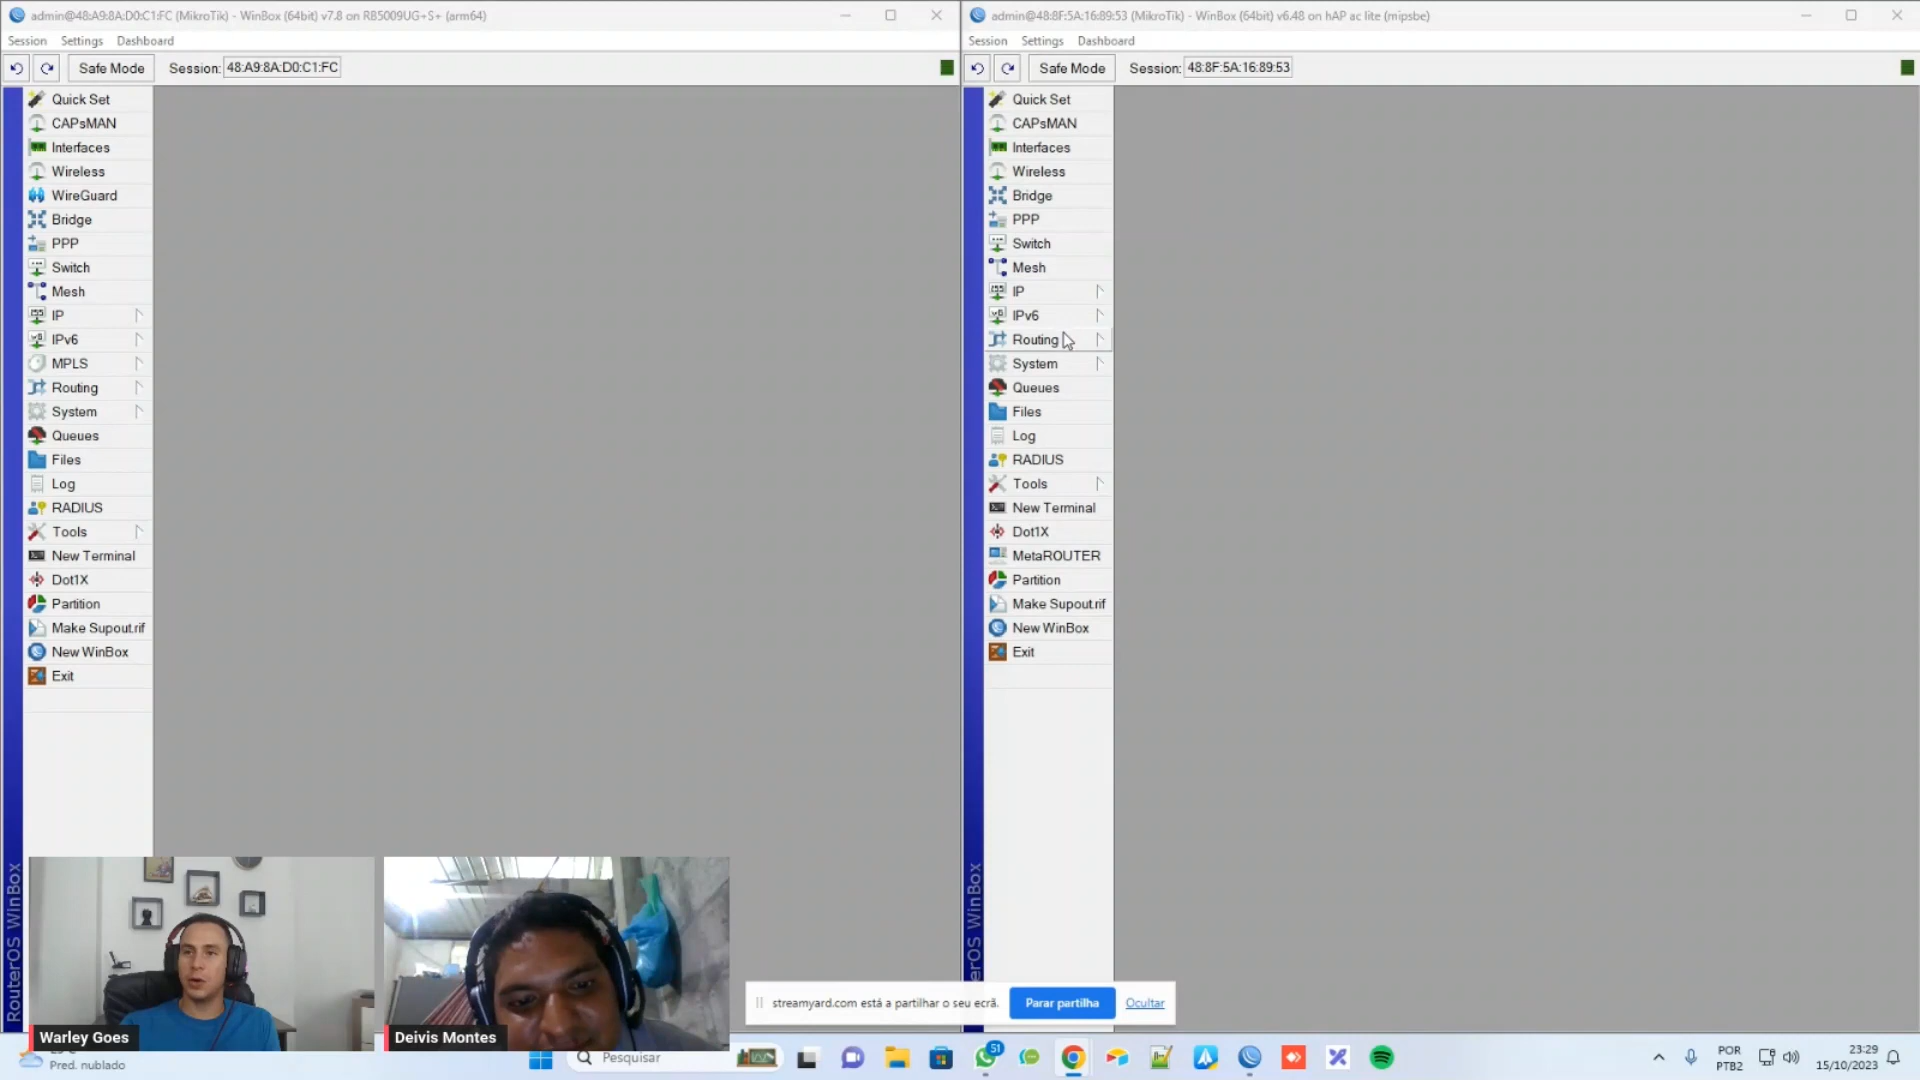 admin@48:A9:8A:D0:C1:FC (MikroTik) - WinBox (64bit) v7.8 on RB5009UG+S+ (arm64)
Session Settings Dashboard
Safe Mode Session: 48:A9:8A:D0:C1:FC
Quick Set
CAPsMAN
Interfaces
Wireless
WireGuard
Bridge
PPP
Switch
Mesh
IP
IPv6
MPLS
Routing
System
Queues
Files
Log
RADIUS
Tools
New Terminal
Dot1X
Partition
Make Supout.rif
New WinBox
Exit
RouterOS WinBox
admin@48:8F:5A:16:89:53 (MikroTik) - WinBox (64bit) v6.48 on hAP ac lite (mipsbe)
Session Settings Dashboard
Safe Mode Session: 48:8F:5A:16:89:53
Quick Set
CAPsMAN
Interfaces
Wireless
Bridge
PPP
Switch
Mesh
IP
IPv6
Routing
System
Queues
Files
Log
RADIUS
Tools
New Terminal
Dot1X
MetaROUTER
Partition
Make Supout.rif
New WinBox
Exit
erOS WinBox
Warley Goes
Deivis Montes
streamyard.com está a partilhar o seu ecrã. Parar partilha Ocultar
Pred. nublado
Pesquisar
51
POR
PTB2
23:29
15/10/2023